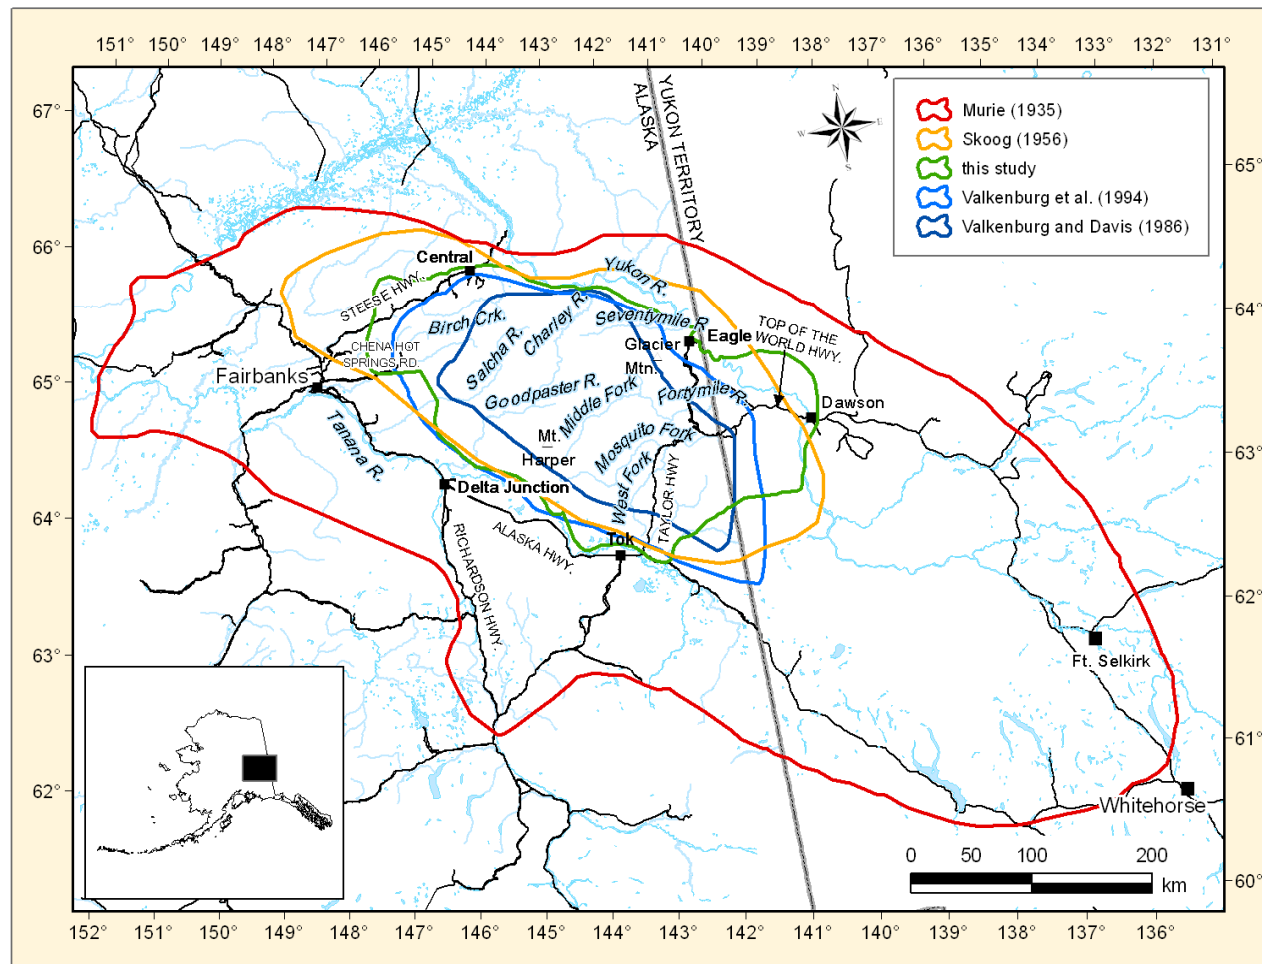 151° 150° 149° 148° 147° 146° 145° 144° 143° 142° 141° 140° 139° 138° 137° 136° 135° 134° 133° 132° 131°
67°
66°
65°
64°
63°
62°
65°
64°
63°
62°
61°
60°
YUKON TERRITORY
ALASKA
N
W E
S
Murie (1935)
Skoog (1956)
this study
Valkenburg et al. (1994)
Valkenburg and Davis (1986)
Central
STEESE HWY.
Yukon R.
Birch Crk.
Charley R.
Seventymile R.
Salcha R.
Glacier
Mtn.
Eagle
TOP OF THE
WORLD HWY.
CHENA HOT
SPRINGS RD.
Fairbanks
Goodpaster R.
Middle Fork
Fortymile R.
Dawson
Tanana R.
Mt.
Harper
Mosquito Fork
West Fork
TAYLOR HWY
Delta Junction
ALASKA HWY.
Tok
RICHARDSON HWY.
Ft. Selkirk
Whitehorse
0 50 100 200
km
152° 151° 150° 149° 148° 147° 146° 145° 144° 143° 142° 141° 140° 139° 138° 137° 136°